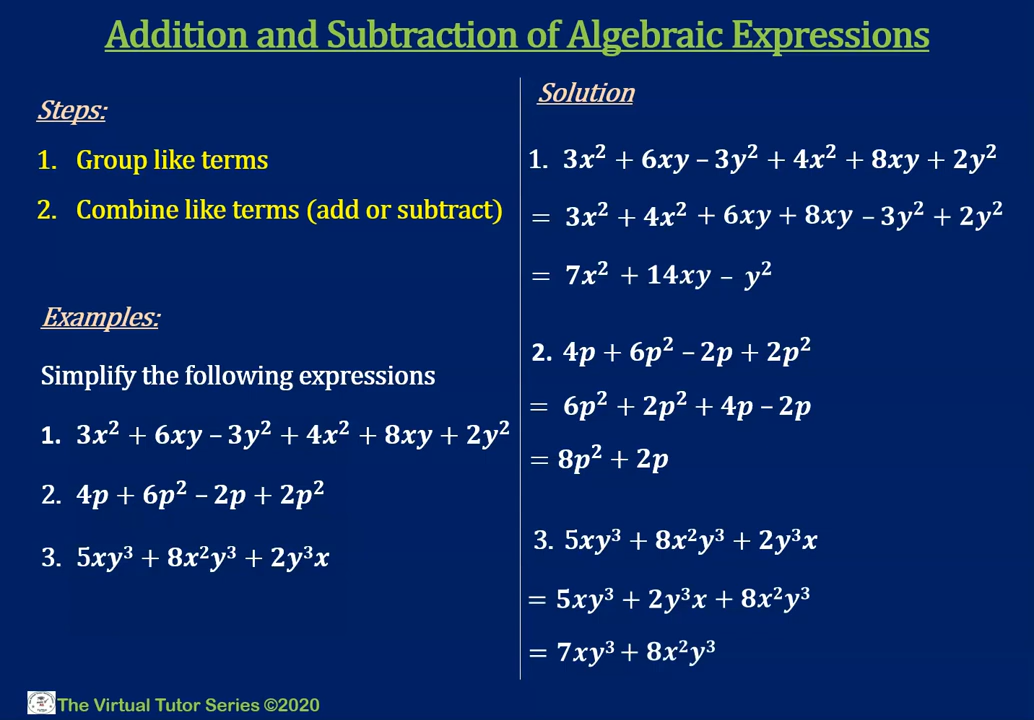 Addition and Subtraction of Algebraic Expressions
Steps:
1. Group like terms
2. Combine like terms (add or subtract)
Examples:
Simplify the following expressions
1. 3x² + 6xy – 3y² + 4x² + 8xy + 2y²
2. 4p + 6p² – 2p + 2p²
3. 5xy³ + 8x²y³ + 2y³x
Solution
1. 3x² + 6xy – 3y² + 4x² + 8xy + 2y²
= 3x² + 4x² + 6xy + 8xy – 3y² + 2y²
= 7x² + 14xy – y²
2. 4p + 6p² – 2p + 2p²
= 6p² + 2p² + 4p – 2p
= 8p² + 2p
3. 5xy³ + 8x²y³ + 2y³x
= 5xy³ + 2y³x + 8x²y³
= 7xy³ + 8x²y³
The Virtual Tutor Series ©2020